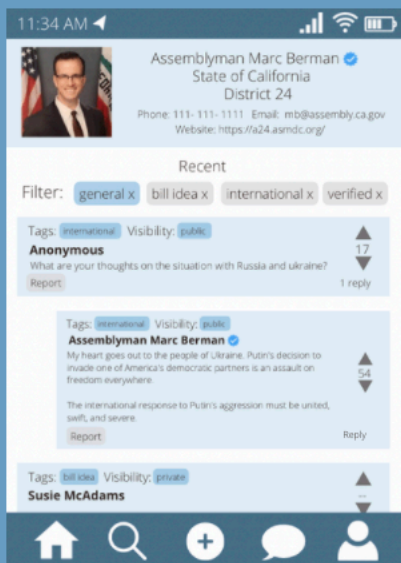 11:34 AM
Assemblyman Marc Berman
State of California
District 24
Phone: 111- 111- 1111 Email: mb@assembly.ca.gov
Website: https://a24.asmdc.org/
Recent
Filter: general x bill idea x international x verified x
Tags: international Visibility: public
Anonymous
17
What are your thoughts on the situation with Russia and ukraine?
Report 1 reply
Tags: international Visibility: public
Assemblyman Marc Berman
My heart goes out to the people of Ukraine. Putin's decision to
invade one of America's democratic partners is an assault on
freedom everywhere.
54
The international response to Putin's aggression must be united,
swift, and severe.
Report Reply
Tags: bill idea Visibility: private
Susie McAdams
--